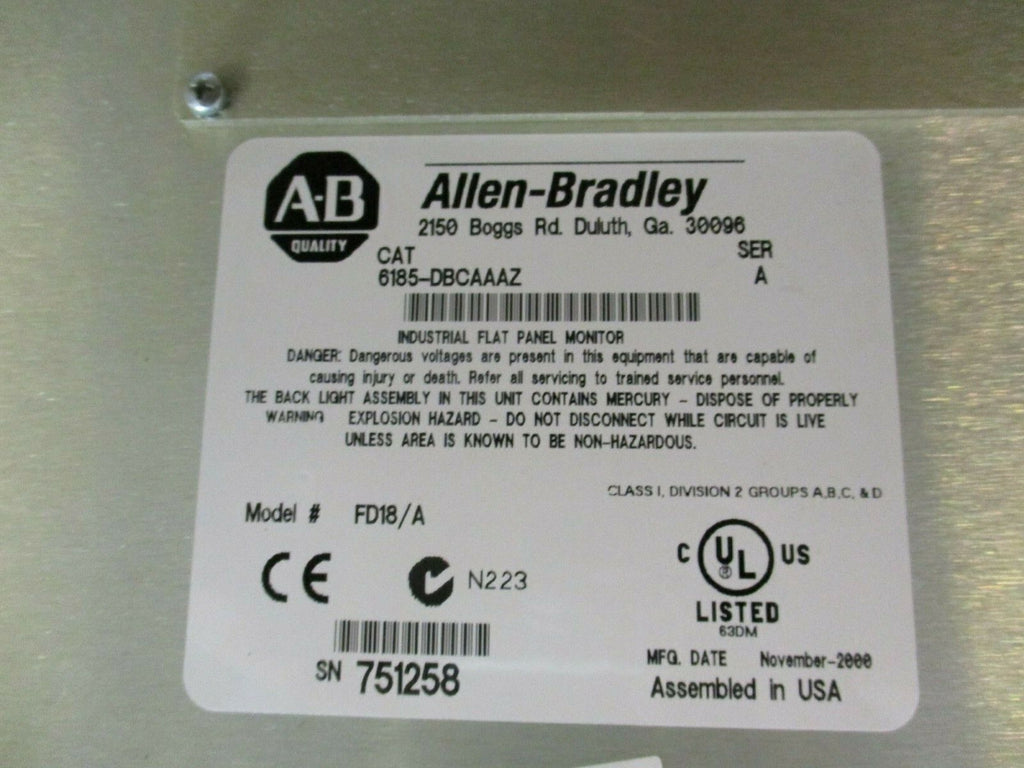 A-B
QUALITY
Allen-Bradley
2150 Boggs Rd. Duluth, Ga. 30096
CAT SER
6185-DBCAAAZ A
INDUSTRIAL FLAT PANEL MONITOR
DANGER: Dangerous voltages are present in this equipment that are capable of
causing injury or death. Refer all servicing to trained service personnel.
THE BACK LIGHT ASSEMBLY IN THIS UNIT CONTAINS MERCURY - DISPOSE OF PROPERLY
WARNING EXPLOSION HAZARD - DO NOT DISCONNECT WHILE CIRCUIT IS LIVE
UNLESS AREA IS KNOWN TO BE NON-HAZARDOUS.
CLASS I, DIVISION 2 GROUPS A,B,C, & D
Model # FD18/A
CE N223 C UL ® US
LISTED
63DM
SN 751258
MFG. DATE November-2000
Assembled in USA